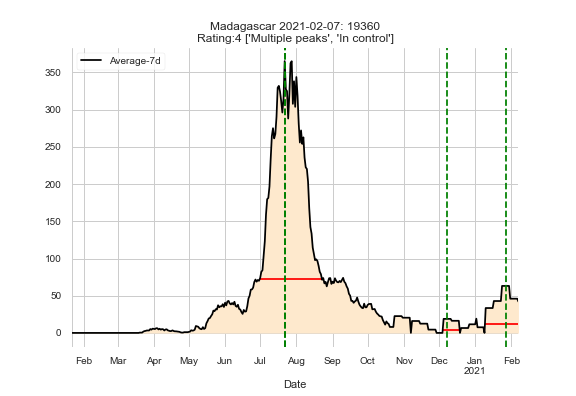 Madagascar 2021-02-07: 19360
Rating:4 ['Multiple peaks', 'In control']
Average-7d
350
300
250
200
150
100
50
0
Feb Mar Apr May Jun Jul Aug Sep Oct Nov Dec Jan Feb
2021
Date